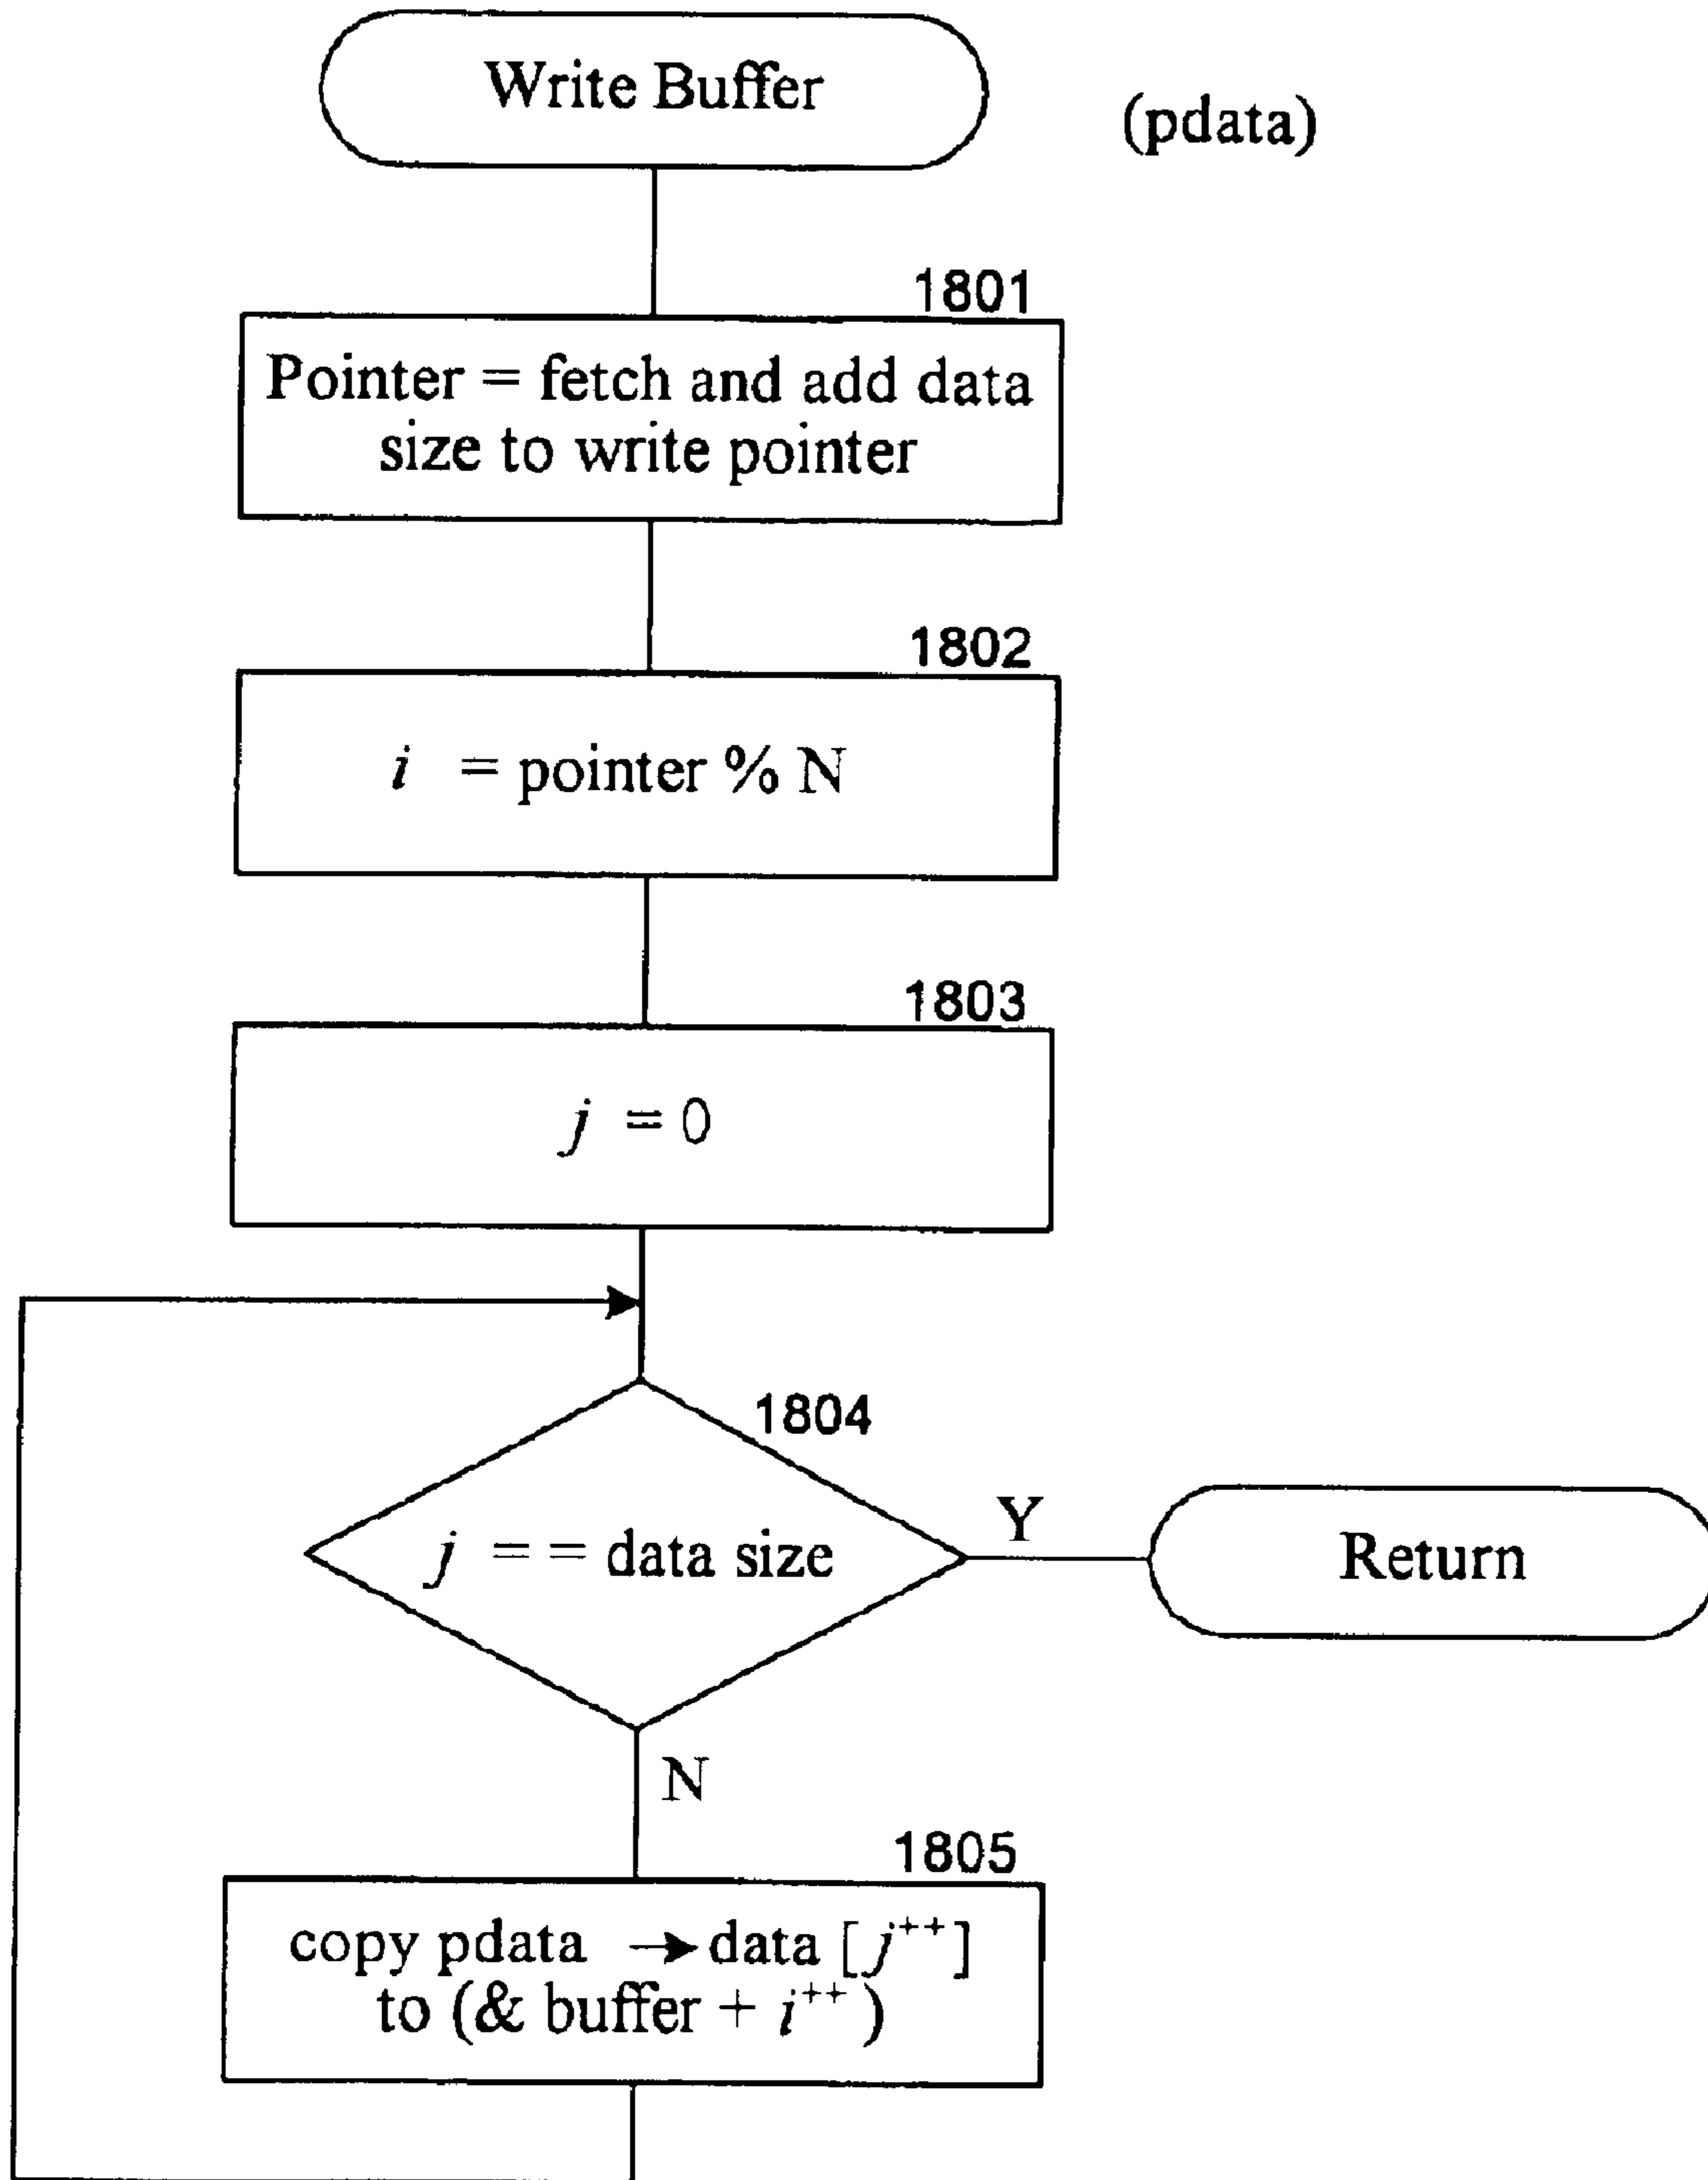 Write Buffer
(pdata)
1801
Pointer = fetch and add data
size to write pointer
1802
i = pointer % N
1803
j = 0
1804
j = = data size
Y
Return
N
1805
copy pdata → data [j++]
to (& buffer + i++)